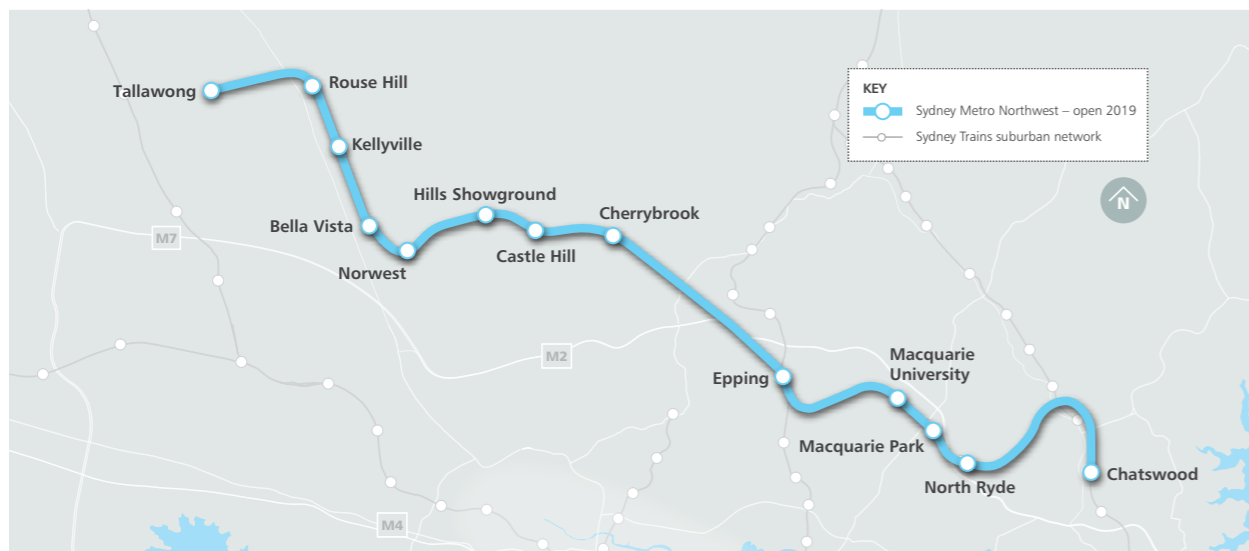 KEY
Sydney Metro Northwest – open 2019
Sydney Trains suburban network
N
Tallawong
Rouse Hill
Kellyville
Hills Showground
Cherrybrook
Bella Vista
M7
Castle Hill
Norwest
M2
Macquarie
University
Epping
Macquarie Park
North Ryde
Chatswood
M4